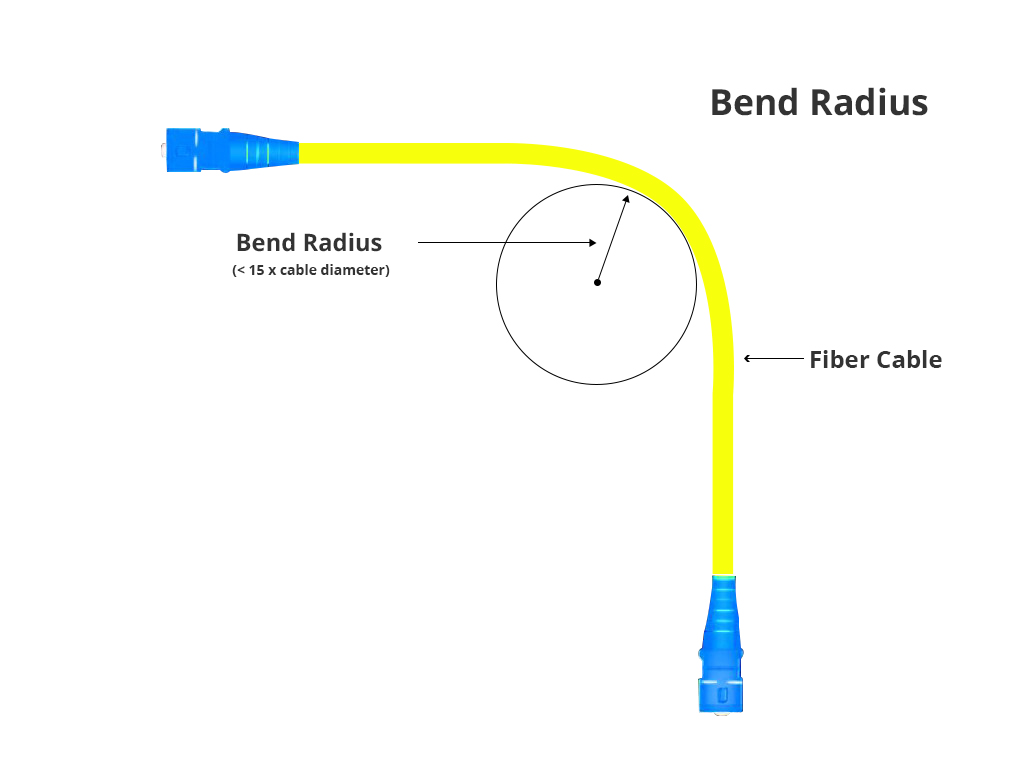 Bend Radius
Bend Radius
(< 15 x cable diameter)
Fiber Cable